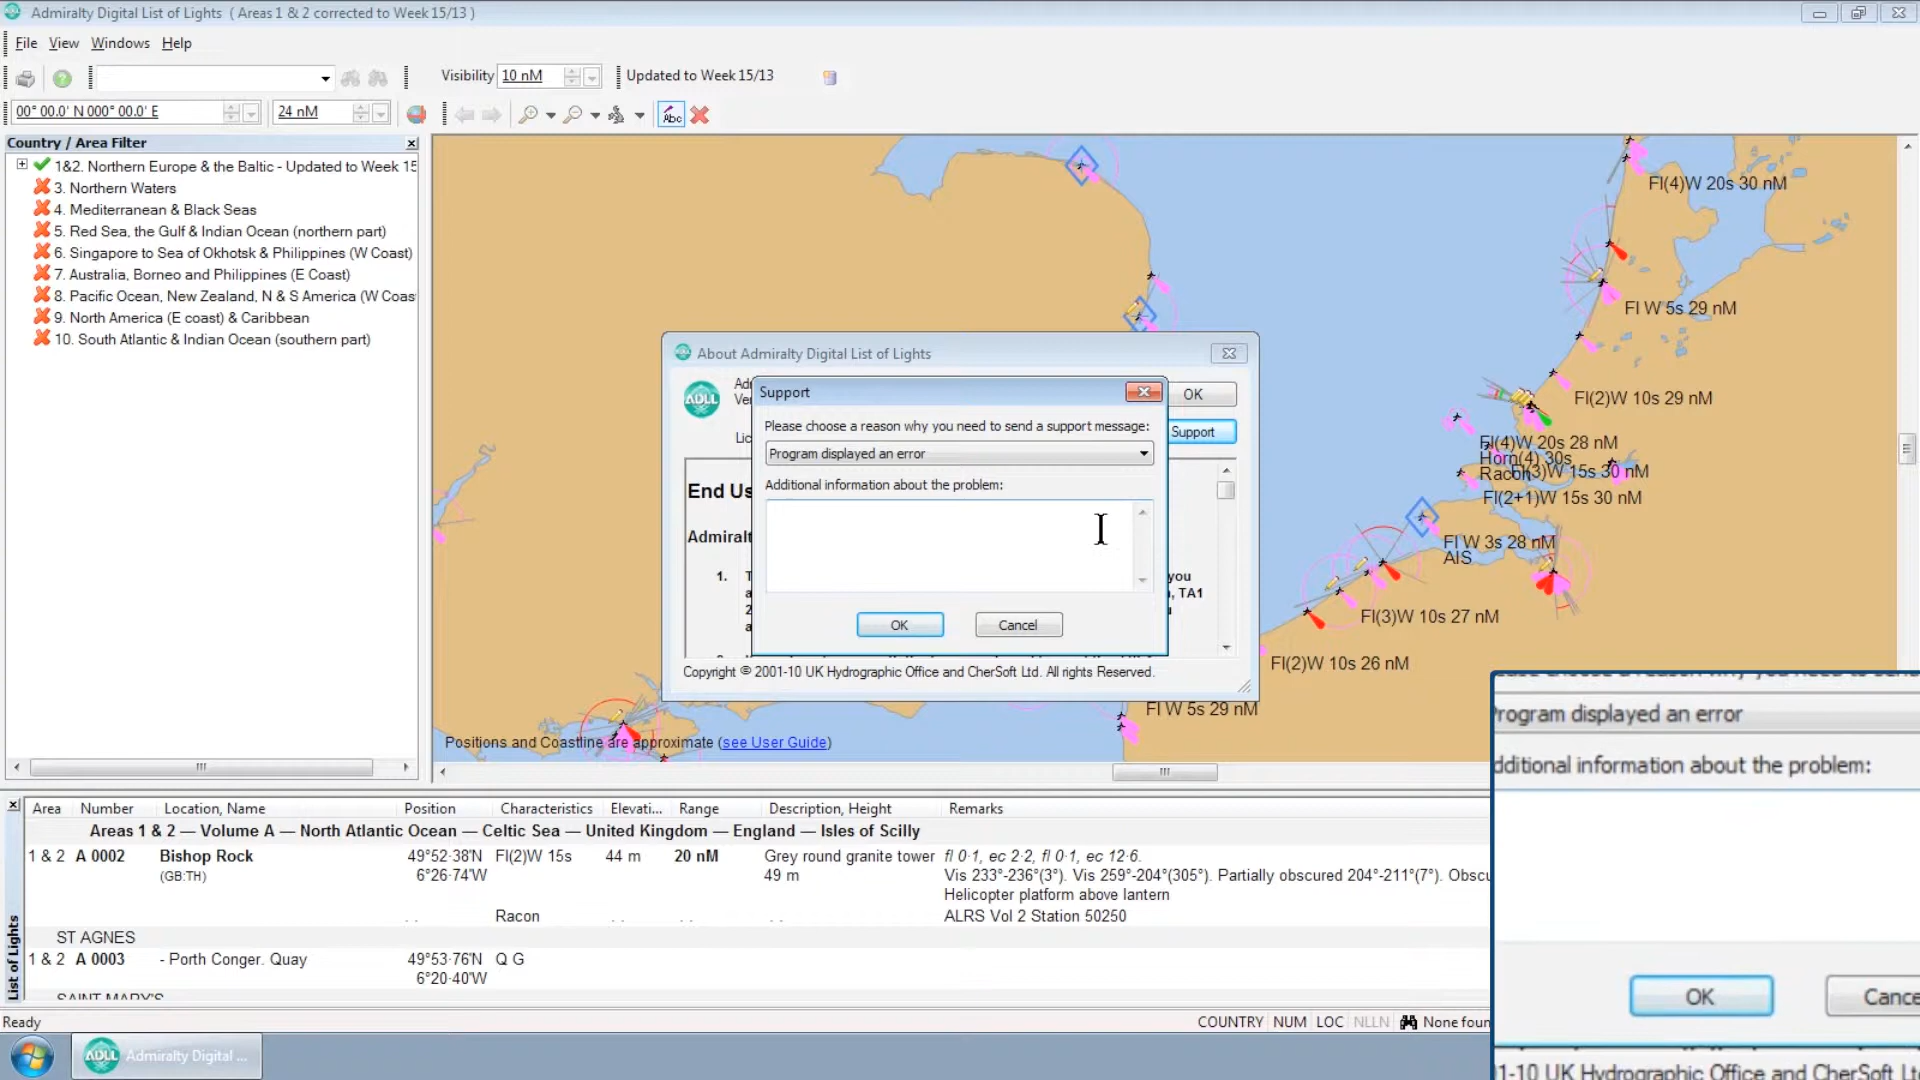 Admiralty Digital List of Lights ( Areas 1 & 2 corrected to Week 15/13 )
File View Windows Help
Visibility 10 nM Updated to Week 15/13
00° 00.0' N 000° 00.0' E 24 nM Abc
Country / Area Filter
1&2. Northern Europe & the Baltic - Updated to Week 15
3. Northern Waters
4. Mediterranean & Black Seas
5. Red Sea, the Gulf & Indian Ocean (northern part)
6. Singapore to Sea of Okhotsk & Philippines (W Coast)
7. Australia, Borneo and Philippines (E Coast)
8. Pacific Ocean, New Zealand, N & S America (W Coas
9. North America (E coast) & Caribbean
10. South Atlantic & Indian Ocean (southern part)
Fl(4)W 20s 30 nM
Fl W 5s 29 nM
Fl(2)W 10s 29 nM
Fl(4)W 20s 28 nM
Horn(4) 30s
Racon
Fl(3)W 15s 30 nM
Fl(2+1)W 15s 30 nM
Fl W 3s 28 nM
AIS
Fl(3)W 10s 27 nM
Fl(2)W 10s 26 nM
Fl W 5s 29 nM
Positions and Coastline are approximate (see User Guide)
About Admiralty Digital List of Lights
ADLL
Ad
Ve
Lic
OK
Support
End Us
Admiralt
1. T
a
2
a
you
, TA1
u
Copyright © 2001-10 UK Hydrographic Office and CherSoft Ltd. All rights Reserved.
Support
Please choose a reason why you need to send a support message:
Program displayed an error
Additional information about the problem:
OK Cancel
Program displayed an error
dditional information about the problem:
OK Cance
1-10 UK Hydrographic Office and CherSoft Lt
List of Lights
Area Number Location, Name Position Characteristics Elevati... Range Description, Height Remarks
Areas 1 & 2 — Volume A — North Atlantic Ocean — Celtic Sea — United Kingdom — England — Isles of Scilly
1 & 2 A 0002 Bishop Rock 49°52·38'N Fl(2)W 15s 44 m 20 nM Grey round granite tower fl 0·1, ec 2·2, fl 0·1, ec 12·6.
(GB:TH) 6°26·74'W 49 m Vis 233°-236°(3°). Vis 259°-204°(305°). Partially obscured 204°-211°(7°). Obscu
Helicopter platform above lantern
. . Racon . . . . . . ALRS Vol 2 Station 50250
ST AGNES
1 & 2 A 0003 - Porth Conger. Quay 49°53·76'N Q G
6°20·40'W
SAINT MARY'S
Ready COUNTRY NUM LOC NLLN None foun
ADLL Admiralty Digital ...